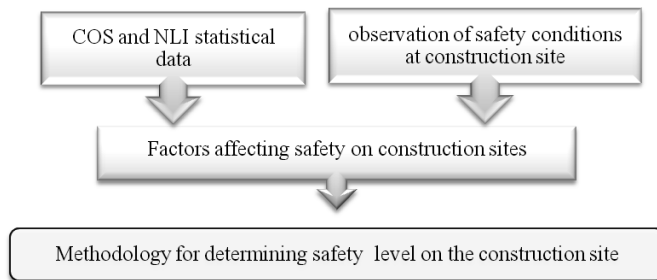 COS and NLI statistical
data
observation of safety conditions
at construction site
Factors affecting safety on construction sites
Methodology for determining safety level on the construction site